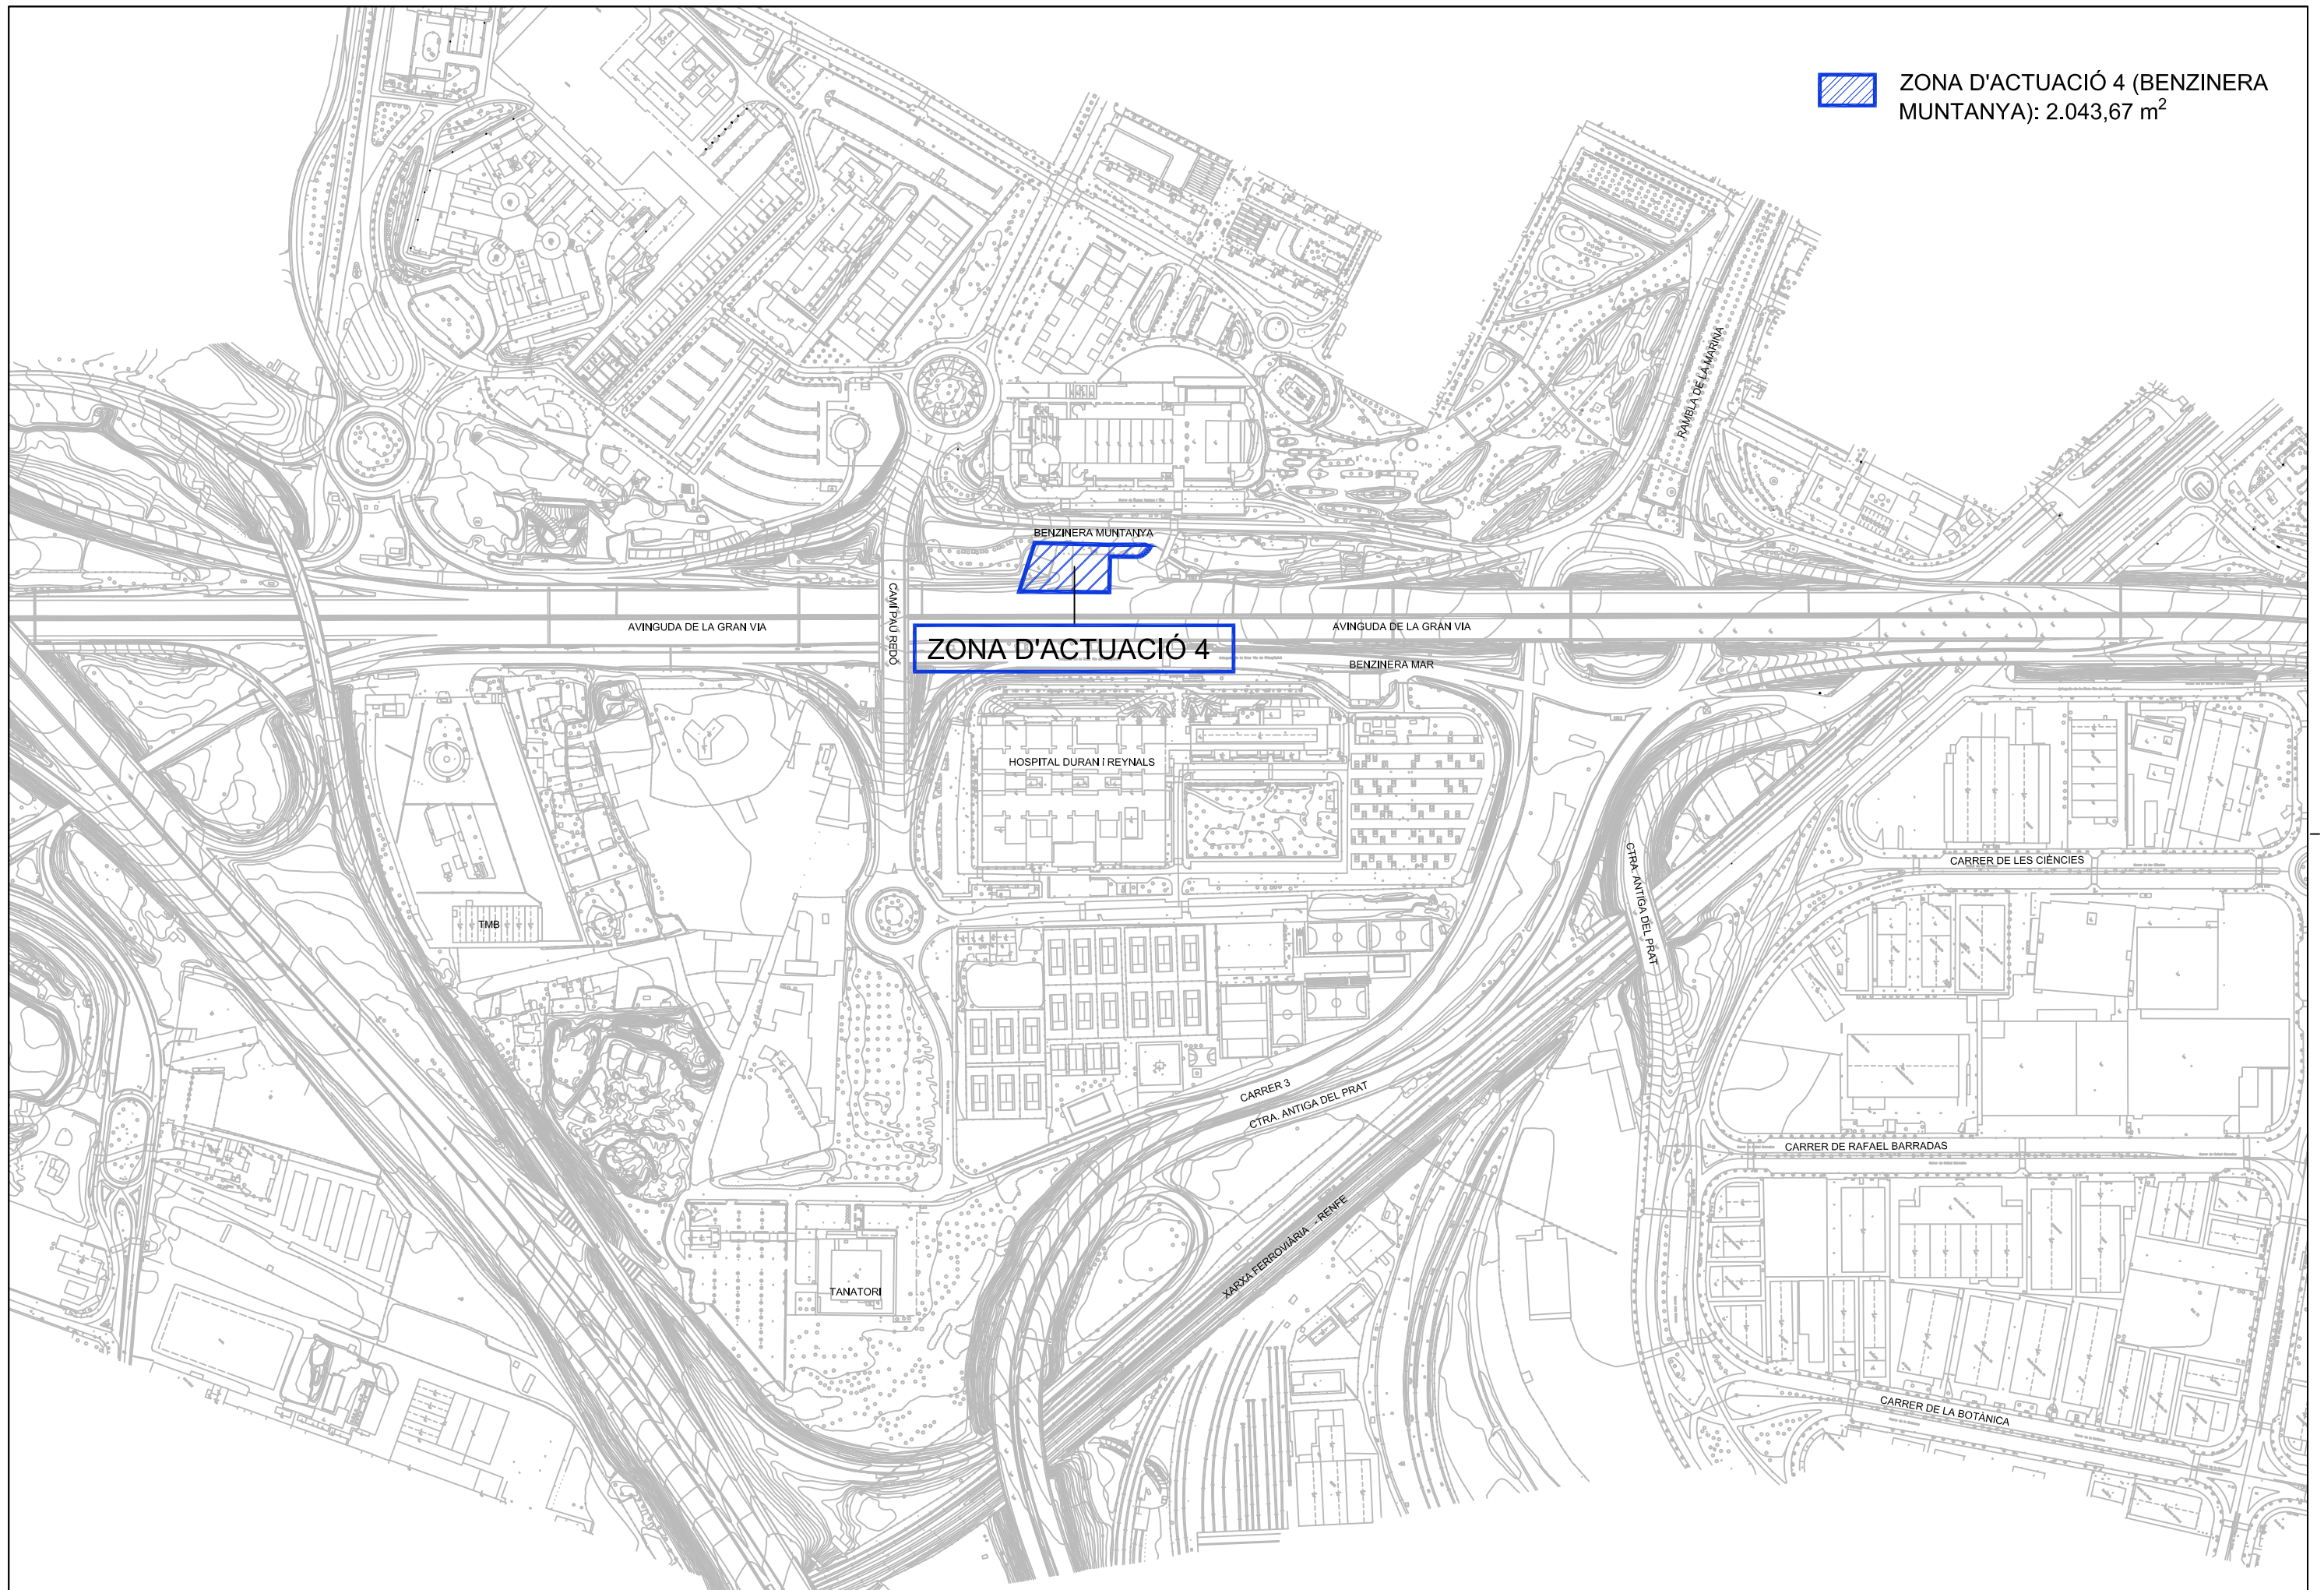 ZONA D'ACTUACIÓ 4 (BENZINERA
MUNTANYA): 2.043,67 m²
RAMBLA DE LA MARINA
BENZINERA MUNTANYA
CAMÍ PAU REDÓ
AVINGUDA DE LA GRAN VIA
ZONA D'ACTUACIÓ 4
AVINGUDA DE LA GRAN VIA
BENZINERA MAR
HOSPITAL DURAN i REYNALS
CTRA. ANTIGA DEL PRAT
CARRER DE LES CIÈNCIES
TMB
CARRER 3
CTRA. ANTIGA DEL PRAT
CARRER DE RAFAEL BARRADAS
XARXA FERROVIÀRIA - RENFE
TANATORI
CARRER DE LA BOTÀNICA